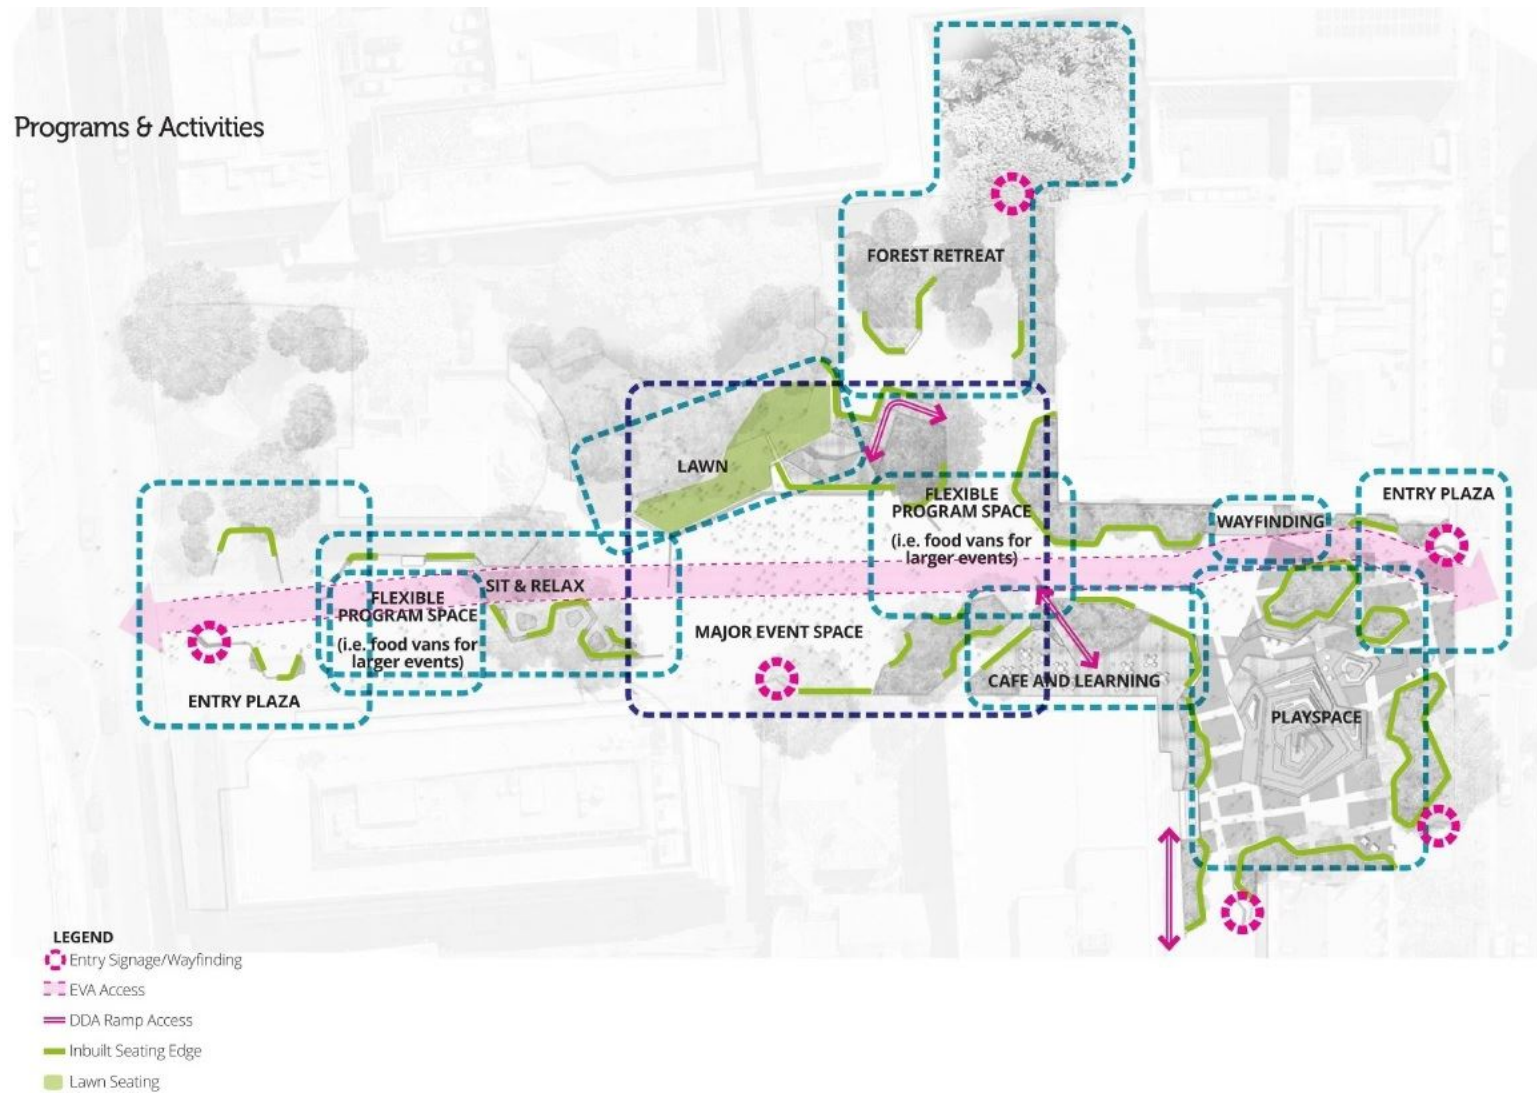 Programs & Activities
FOREST RETREAT
LAWN
FLEXIBLE
PROGRAM SPACE
(i.e. food vans for
larger events)
ENTRY PLAZA
WAYFINDING
SIT & RELAX
FLEXIBLE
PROGRAM SPACE
(i.e. food vans for
larger events)
MAJOR EVENT SPACE
CAFE AND LEARNING
ENTRY PLAZA
PLAYSPACE
LEGEND
Entry Signage/Wayfinding
EVA Access
DDA Ramp Access
Inbuilt Seating Edge
Lawn Seating